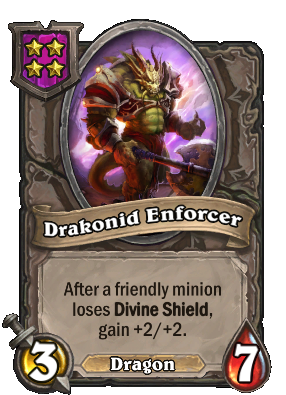 Drakonid Enforcer
After a friendly minion
loses Divine Shield,
gain +2/+2.
3
Dragon
7